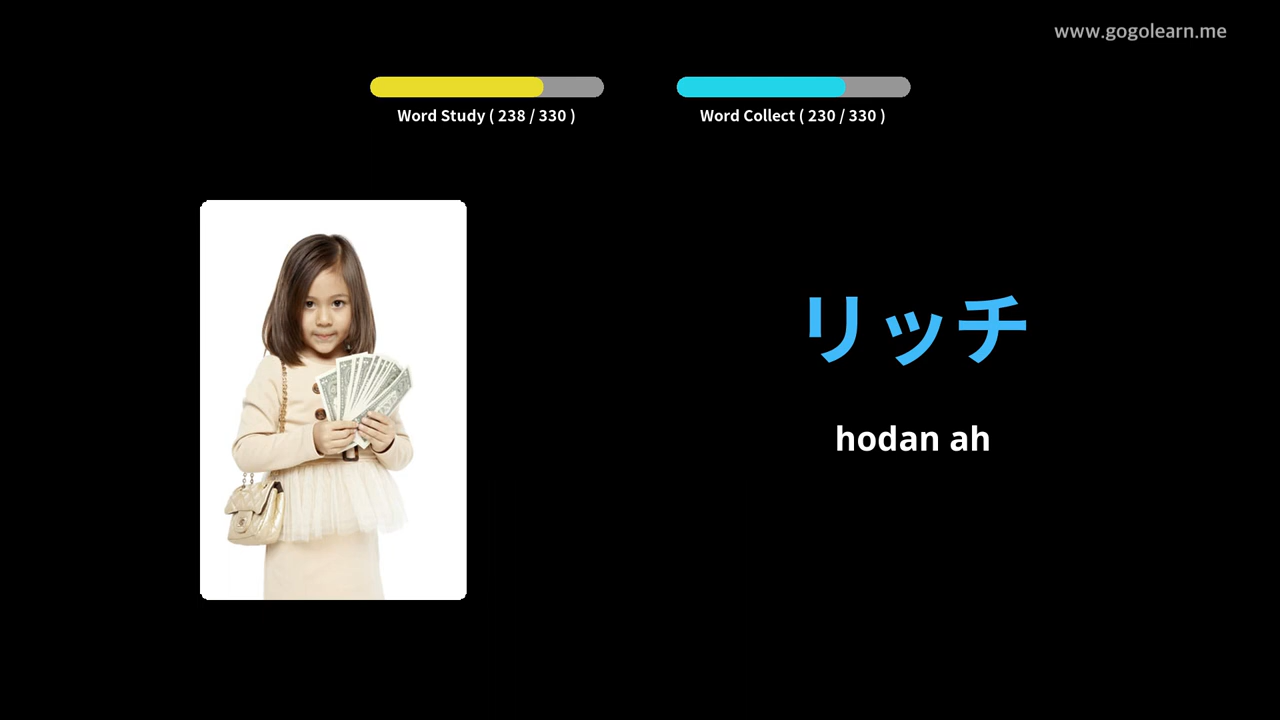 www.gogolearn.me
Word Study ( 238 / 330 )
Word Collect ( 230 / 330 )
リッチ
hodan ah